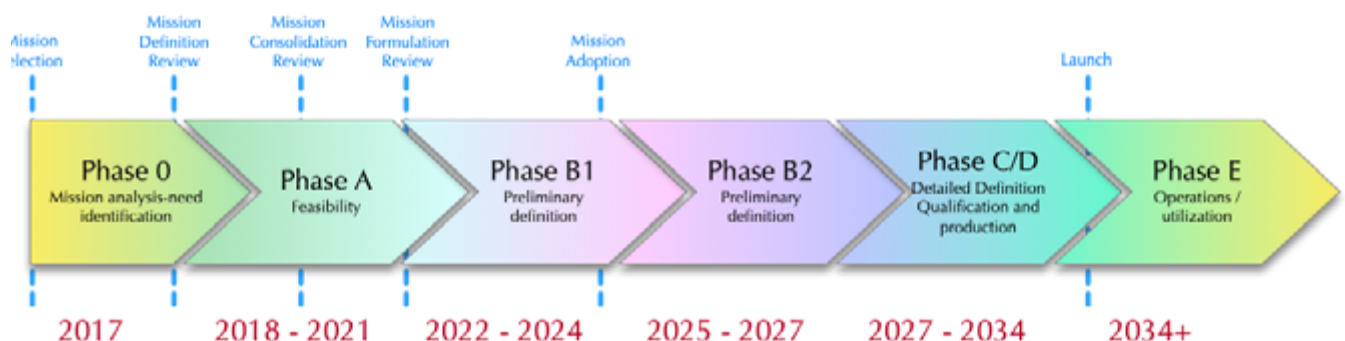 Mission
Definition
Review
Mission
Consolidation
Review
Mission
Formulation
Review
Mission
Adoption
Launch
Phase 0
Mission analysis-need
identification
Phase A
Feasibility
Phase B1
Preliminary
definition
Phase B2
Preliminary
definition
Phase C/D
Detailed Definition
Qualification and
production
Phase E
Operations /
utilization
2017
2018 - 2021
2022 - 2024
2025 - 2027
2027 - 2034
2034+